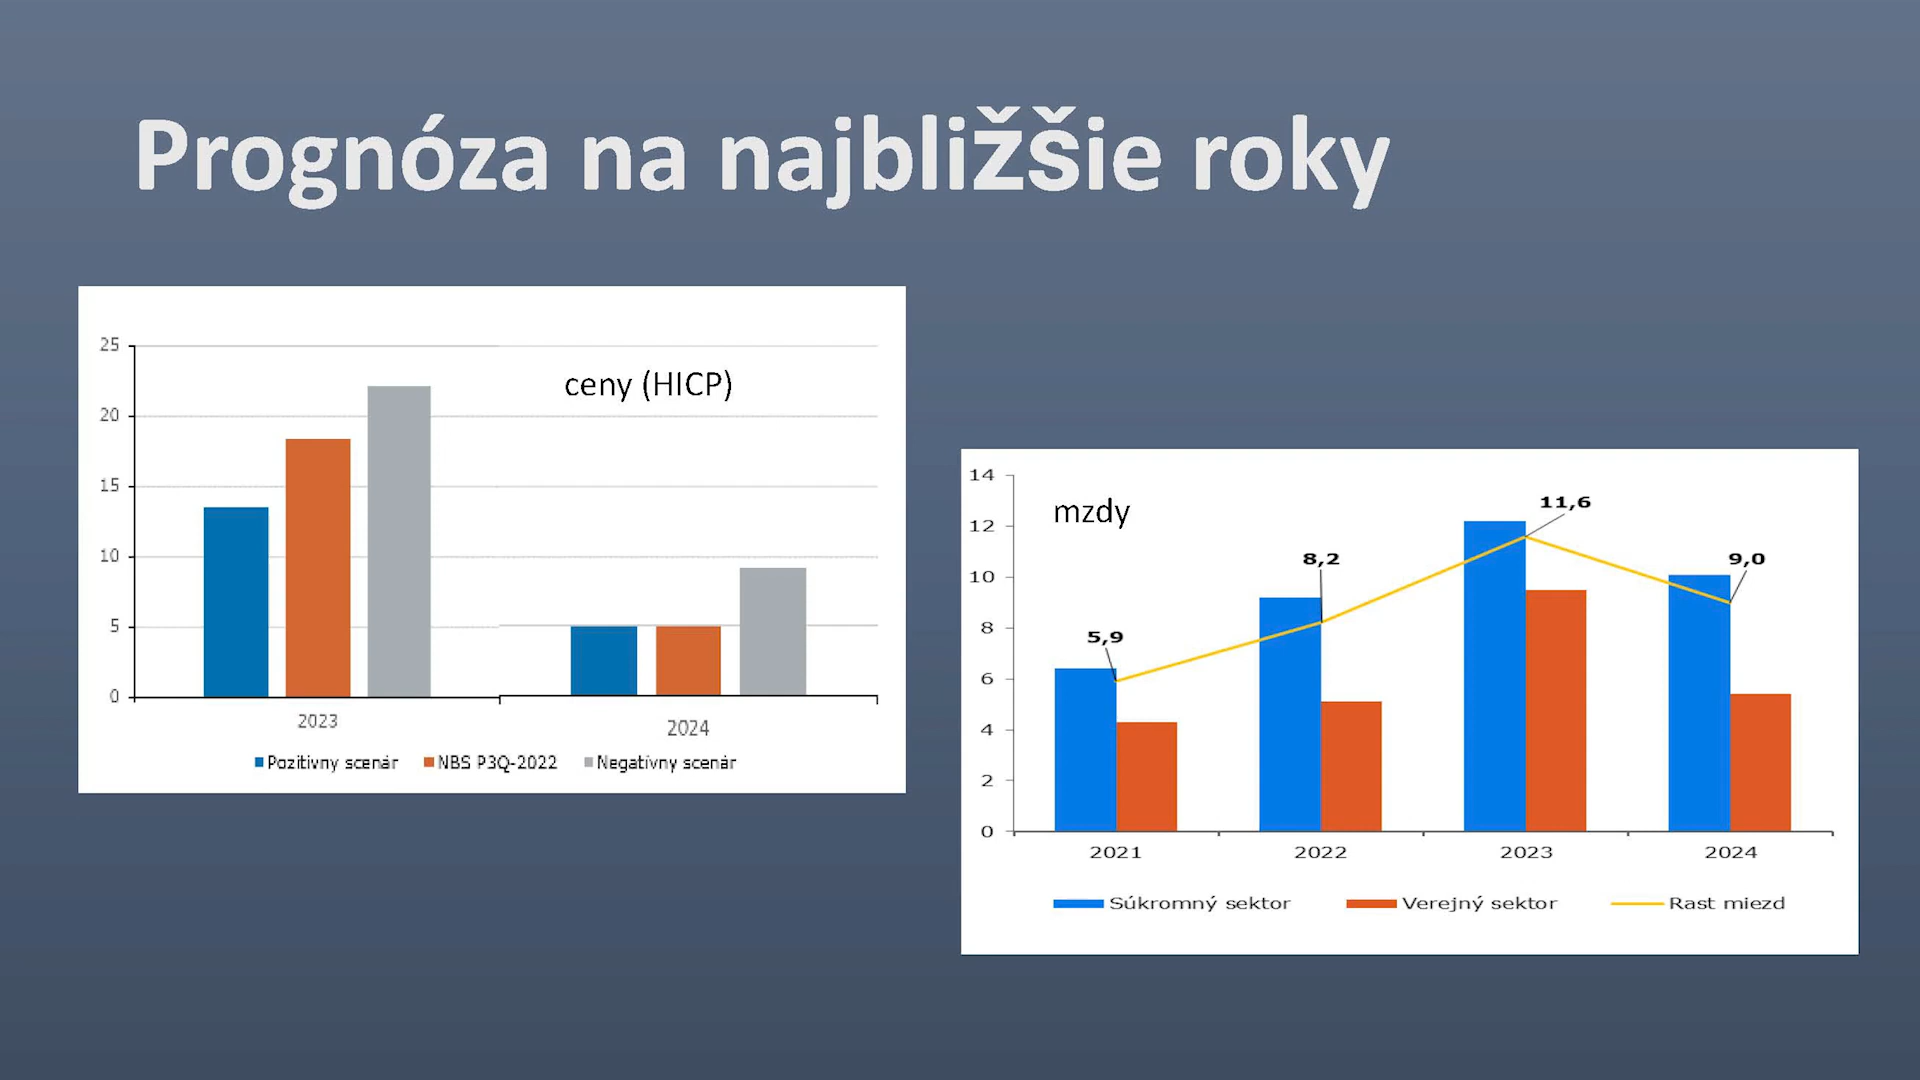 Prognóza na najbližšie roky
25
ceny (HICP)
20
15
10
5
0
2023
2024
Pozitívny scenár
NBS P3Q-2022
Negatívny scenár
14
mzdy
11,6
12
8,2
9,0
10
8
5,9
6
4
2
0
2021
2022
2023
2024
Súkromný sektor
Verejný sektor
Rast miezd